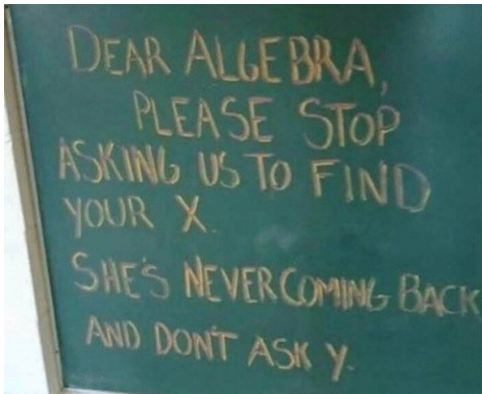 DEAR ALGEBRA,
PLEASE STOP
ASKING US TO FIND
YOUR X.
SHE'S NEVER COMING BACK
AND DON'T ASK Y.